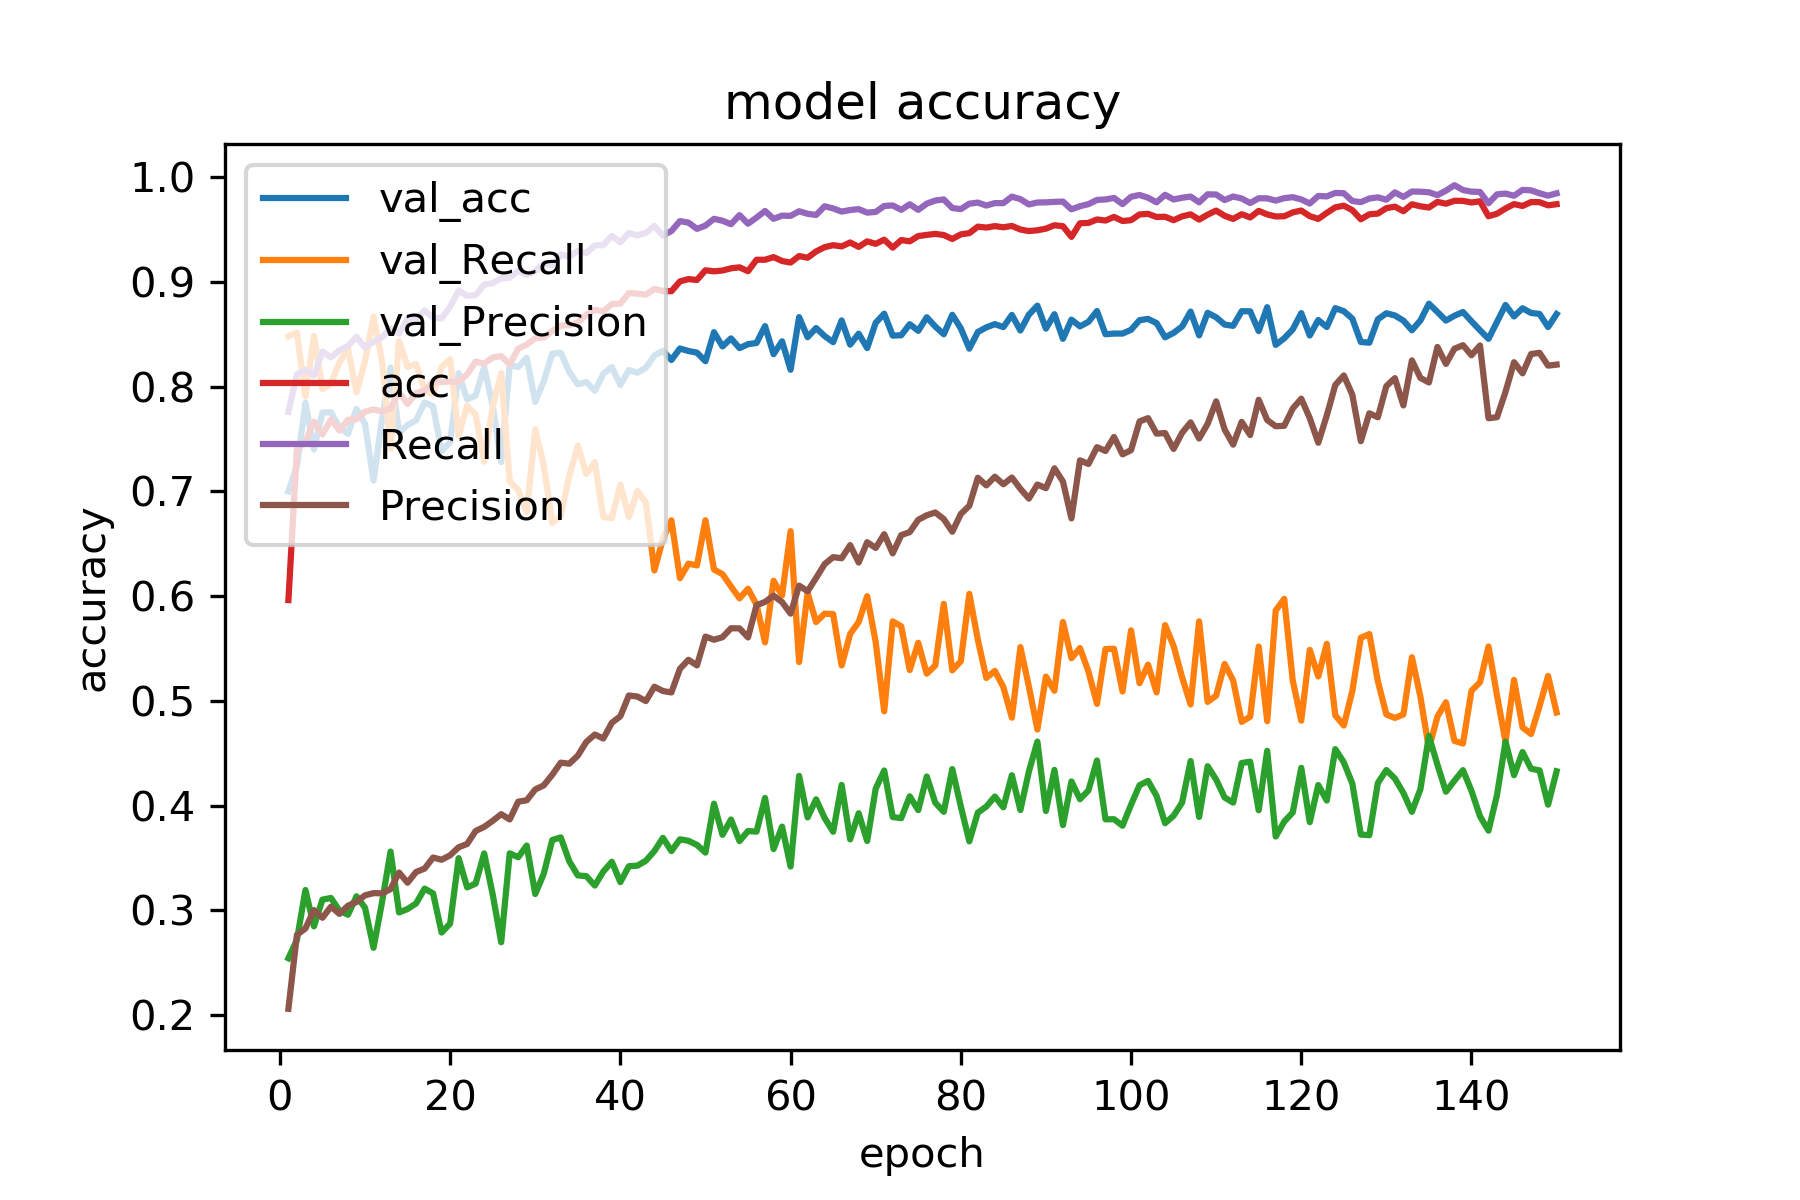 model accuracy
accuracy
1.0
0.9
0.8
0.7
0.6
0.5
0.4
0.3
0.2
val_acc
val_Recall
val_Precision
acc
Recall
Precision
0 20 40 60 80 100 120 140
epoch